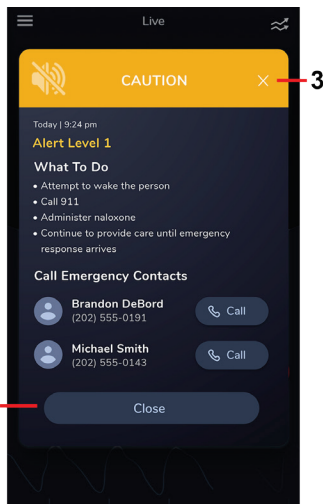 Live
CAUTION
3
Today | 9:24 pm
Alert Level 1
What To Do
• Attempt to wake the person
• Call 911
• Administer naloxone
• Continue to provide care until emergency
response arrives
Call Emergency Contacts
Brandon DeBord
(202) 555-0191
Call
Michael Smith
(202) 555-0143
Call
Close